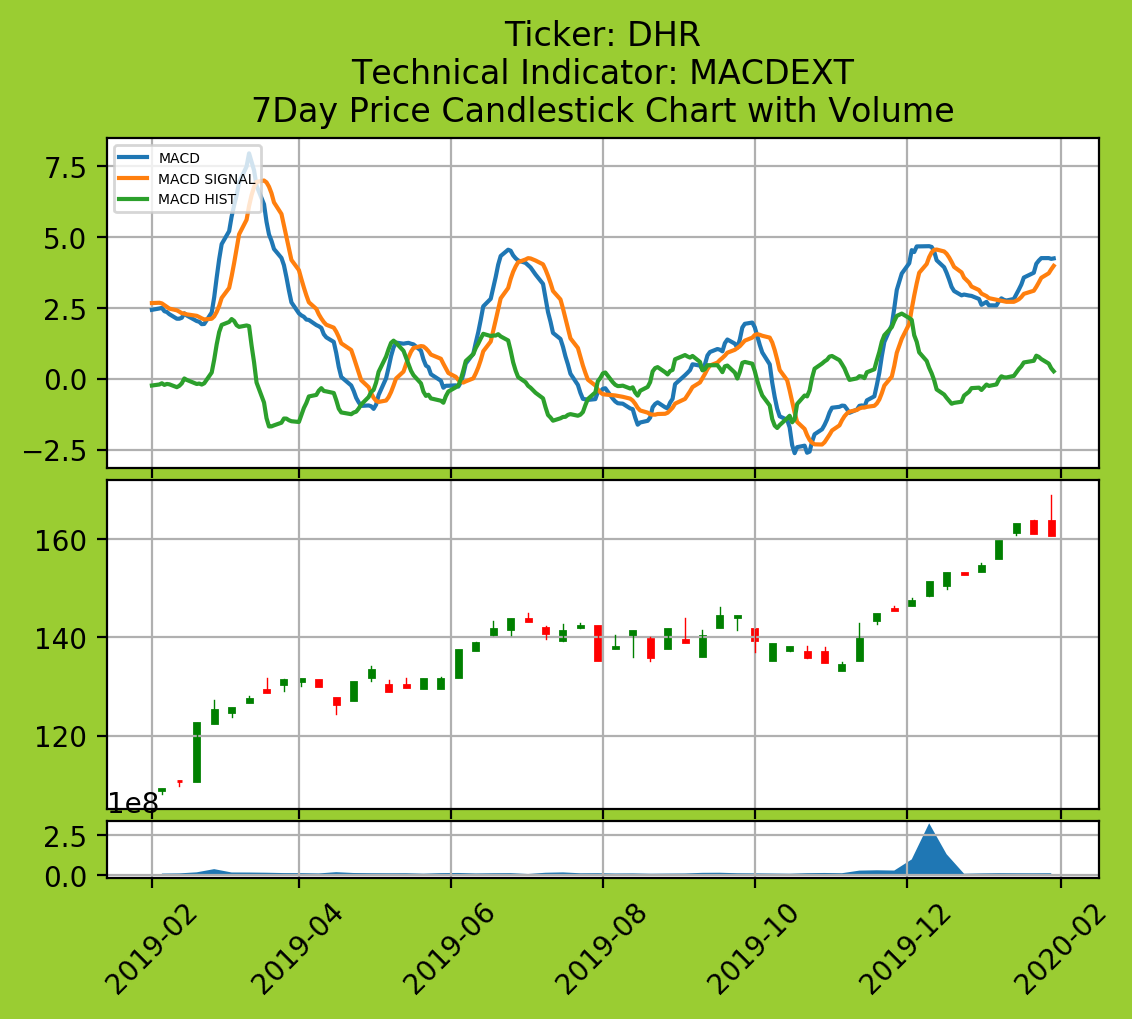 Ticker: DHR
Technical Indicator: MACDEXT
7Day Price Candlestick Chart with Volume
7.5
5.0
2.5
0.0
−2.5
MACD
MACD SIGNAL
MACD HIST
160
140
120
1e8
2.5
0.0
2019-02
2019-04
2019-06
2019-08
2019-10
2019-12
2020-02